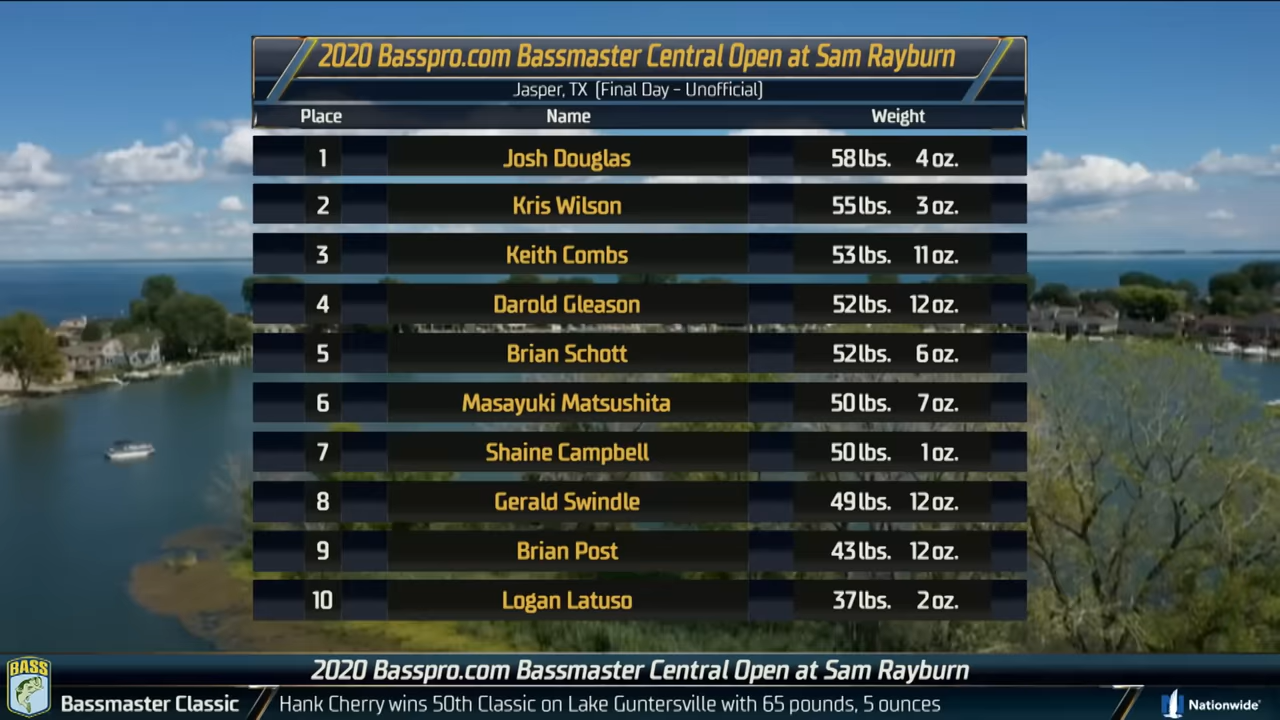 2020 Basspro.com Bassmaster Central Open at Sam Rayburn
Jasper, TX (Final Day - Unofficial)
Place Name Weight
1 Josh Douglas 58 lbs. 4 oz.
2 Kris Wilson 55 lbs. 3 oz.
3 Keith Combs 53 lbs. 11 oz.
4 Darold Gleason 52 lbs. 12 oz.
5 Brian Schott 52 lbs. 6 oz.
6 Masayuki Matsushita 50 lbs. 7 oz.
7 Shaine Campbell 50 lbs. 1 oz.
8 Gerald Swindle 49 lbs. 12 oz.
9 Brian Post 43 lbs. 12 oz.
10 Logan Latuso 37 lbs. 2 oz.
2020 Basspro.com Bassmaster Central Open at Sam Rayburn
BASS
Bassmaster Classic Hank Cherry wins 50th Classic on Lake Guntersville with 65 pounds, 5 ounces Nationwide